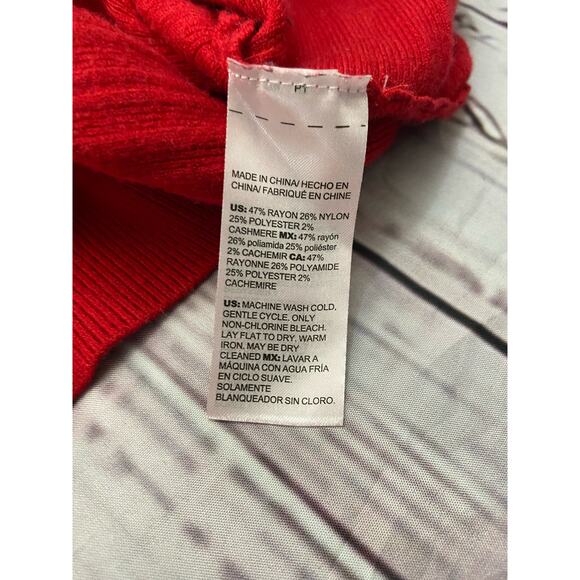 MADE IN CHINA/ HECHO EN
CHINA/ FABRIQUÉ EN CHINE
US: 47% RAYON 26% NYLON
25% POLYESTER 2%
CASHMERE MX: 47% rayón
26% poliamida 25% poliéster
2% CACHEMIR CA: 47%
RAYONNE 26% POLYAMIDE
25% POLYESTER 2%
CACHEMIRE
US: MACHINE WASH COLD,
GENTLE CYCLE. ONLY
NON-CHLORINE BLEACH.
LAY FLAT TO DRY. WARM
IRON. MAY BE DRY
CLEANED MX: LAVAR A
MÁQUINA CON AGUA FRÍA
EN CICLO SUAVE.
SOLAMENTE
BLANQUEADOR SIN CLORO.